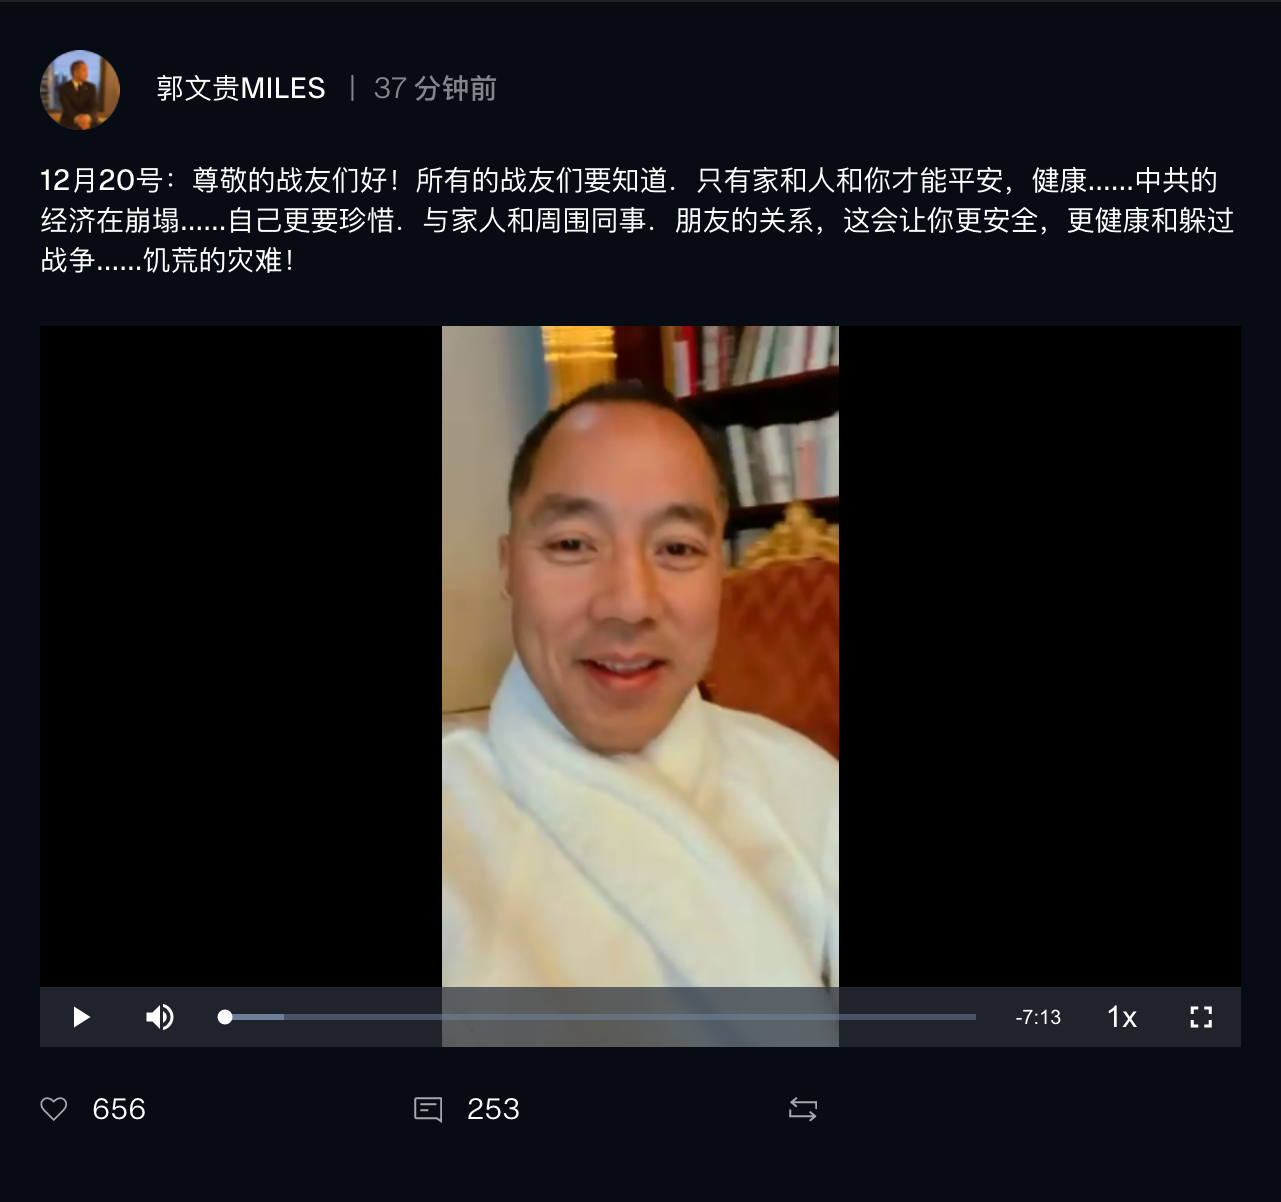 郭文贵MILES | 37 分钟前
12月20号：尊敬的战友们好！所有的战友们要知道．只有家和人和你才能平安，健康……中共的
经济在崩塌……自己更要珍惜．与家人和周围同事．朋友的关系，这会让你更安全，更健康和躲过
战争……饥荒的灾难！
-7:13 1x
656 253